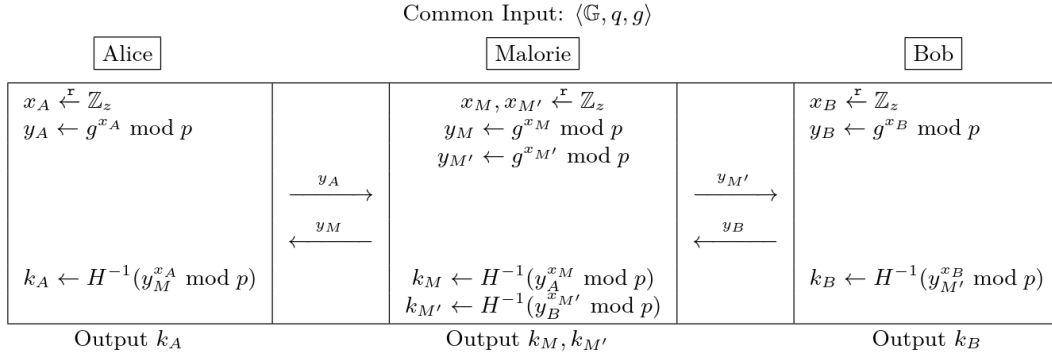 Common Input: ⟨𝔾, q, g⟩
Alice Malorie Bob
x_A ←^r ℤ_z x_M, x_{M′} ←^r ℤ_z x_B ←^r ℤ_z
y_A ← g^{x_A} mod p y_M ← g^{x_M} mod p y_B ← g^{x_B} mod p
y_{M′} ← g^{x_{M′}} mod p
y_A y_{M′}
y_M y_B
k_A ← H^{−1}(y_M^{x_A} mod p) k_M ← H^{−1}(y_A^{x_M} mod p) k_B ← H^{−1}(y_{M′}^{x_B} mod p)
k_{M′} ← H^{−1}(y_B^{x_{M′}} mod p)
Output k_A Output k_M, k_{M′} Output k_B